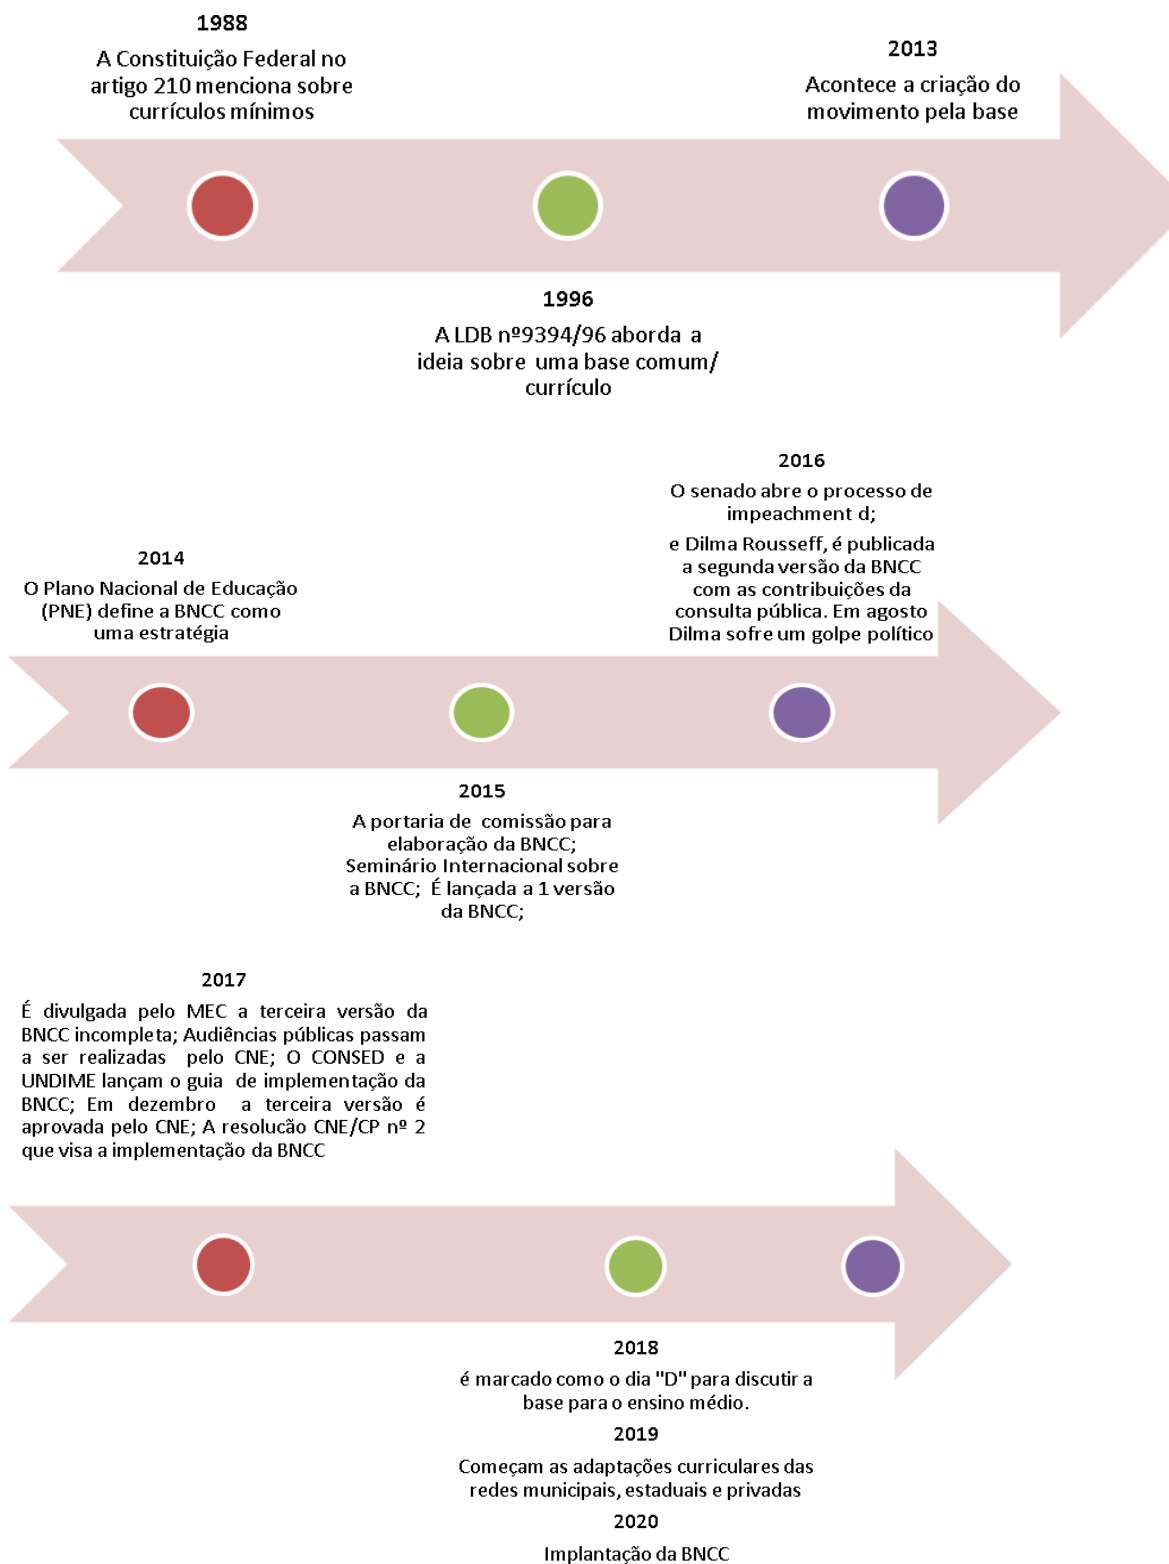 1988
A Constituição Federal no
artigo 210 menciona sobre
currículos mínimos
2013
Acontece a criação do
movimento pela base
1996
A LDB nº9394/96 aborda a
ideia sobre uma base comum/
currículo
2014
O Plano Nacional de Educação
(PNE) define a BNCC como
uma estratégia
2016
O senado abre o processo de
impeachment d;
e Dilma Rousseff, é publicada
a segunda versão da BNCC
com as contribuições da
consulta pública. Em agosto
Dilma sofre um golpe político
2015
A portaria de comissão para
elaboração da BNCC;
Seminário Internacional sobre
a BNCC; É lançada a 1 versão
da BNCC;
2017
É divulgada pelo MEC a terceira versão da
BNCC incompleta; Audiências públicas passam
a ser realizadas pelo CNE; O CONSED e a
UNDIME lançam o guia de implementação da
BNCC; Em dezembro a terceira versão é
aprovada pelo CNE; A resolucão CNE/CP nº 2
que visa a implementação da BNCC
2018
é marcado como o dia "D" para discutir a
base para o ensino médio.
2019
Começam as adaptações curriculares das
redes municipais, estaduais e privadas
2020
Implantação da BNCC